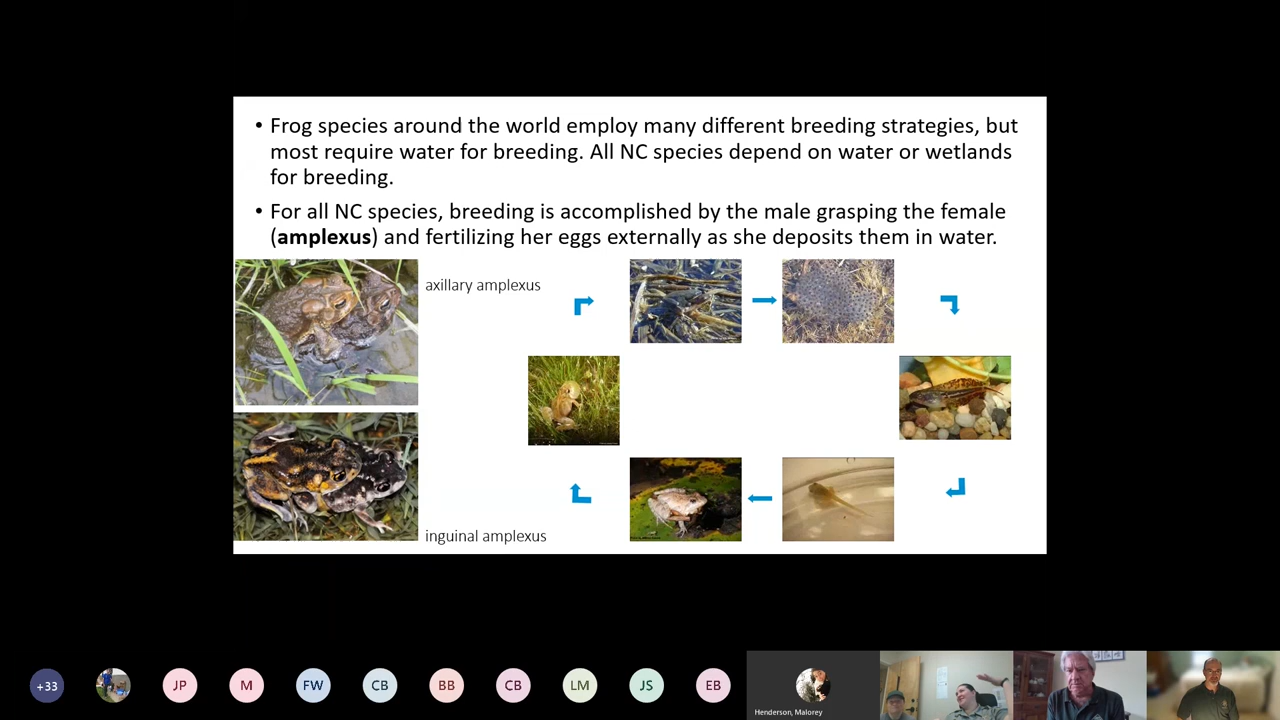 • Frog species around the world employ many different breeding strategies, but
most require water for breeding. All NC species depend on water or wetlands
for breeding.
• For all NC species, breeding is accomplished by the male grasping the female
(amplexus) and fertilizing her eggs externally as she deposits them in water.
axillary amplexus
inguinal amplexus
+33
JP
M
FW
CB
BB
CB
LM
JS
EB
Henderson, Malorey